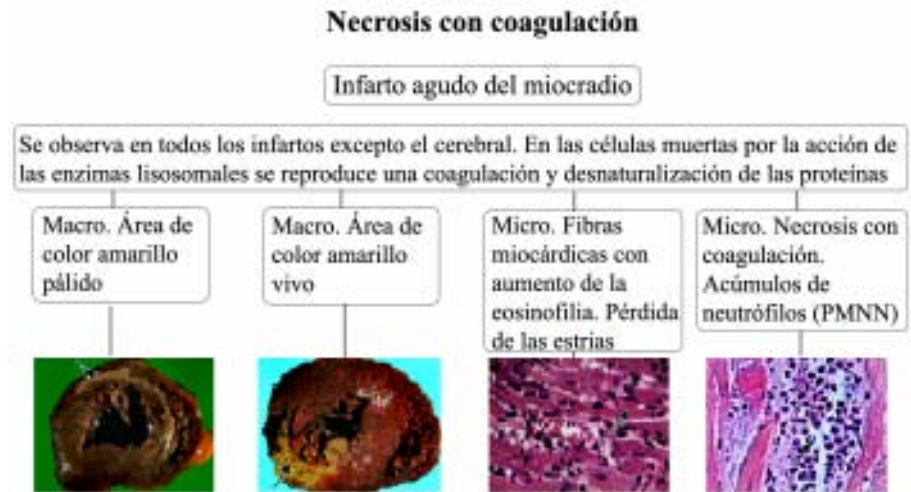 Necrosis con coagulación
Infarto agudo del miocradio
Se observa en todos los infartos excepto el cerebral. En las células muertas por la acción de
las enzimas lisosomales se reproduce una coagulación y desnaturalización de las proteínas
Macro. Área de
color amarillo
pálido
Macro. Área de
color amarillo
vivo
Micro. Fibras
miocárdicas con
aumento de la
eosinofilia. Pérdida
de las estrias
Micro. Necrosis con
coagulación.
Acúmulos de
neutrófilos (PMNN)